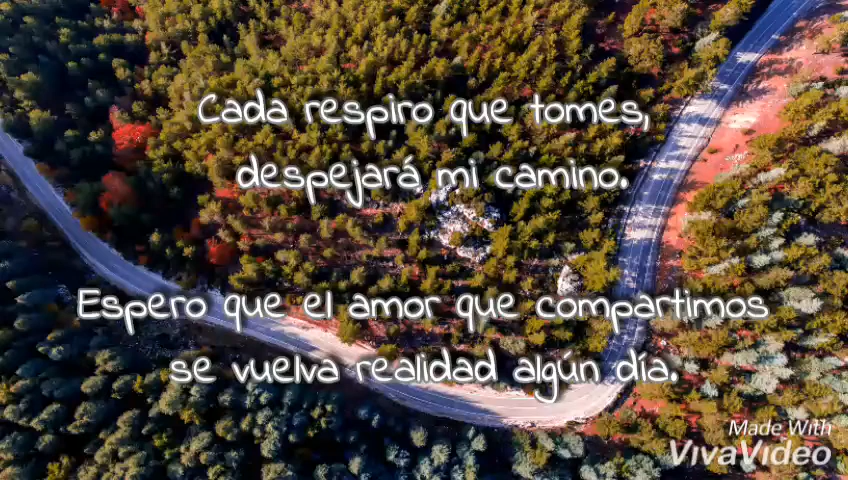 Cada respiro que tomes,
despejará mi camino.
Espero que el amor que compartimos
se vuelva realidad algún día.
Made With
VivaVideo